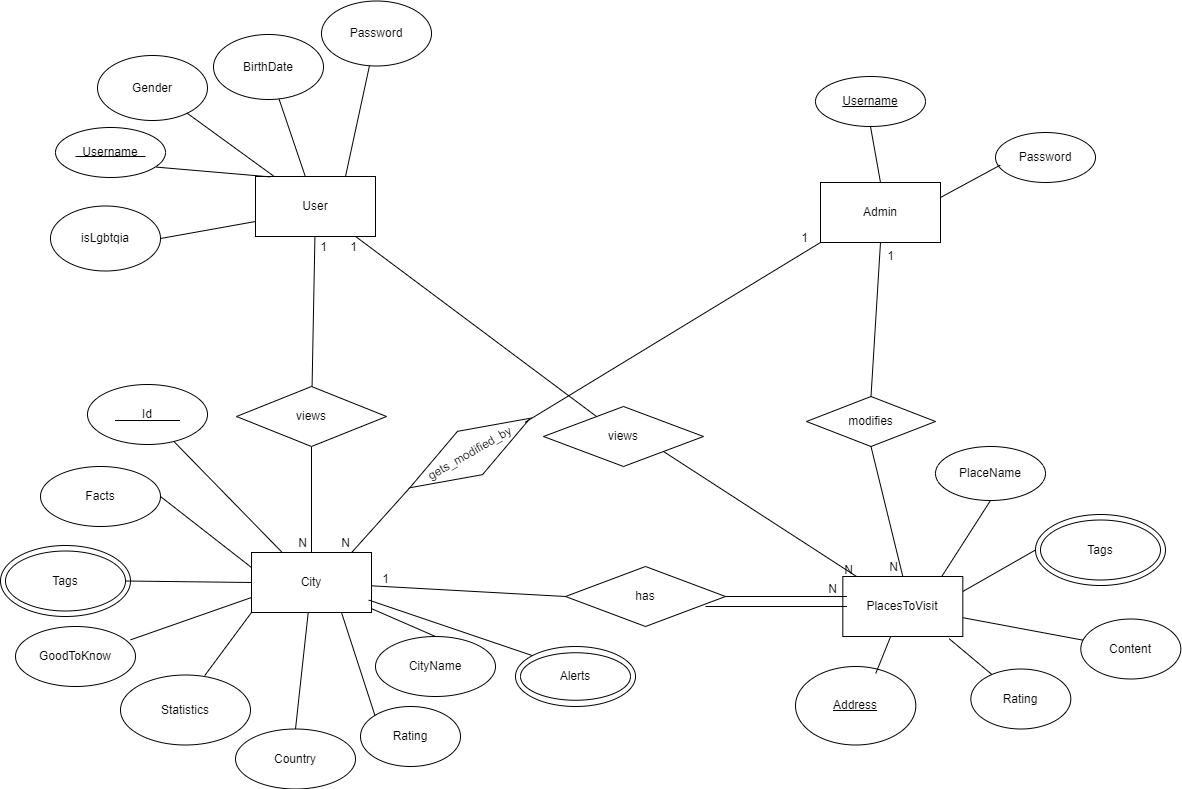 Password
BirthDate
Gender
Username
Username
Password
isLgbtqia
User
Admin
1
1
1
1
Id
views
gets_modified_by
views
modifies
PlaceName
Facts
N
N
Tags
N
N
Tags
City
1
has
N
PlacesToVisit
GoodToKnow
CityName
Alerts
Content
Statistics
Rating
Address
Rating
Country